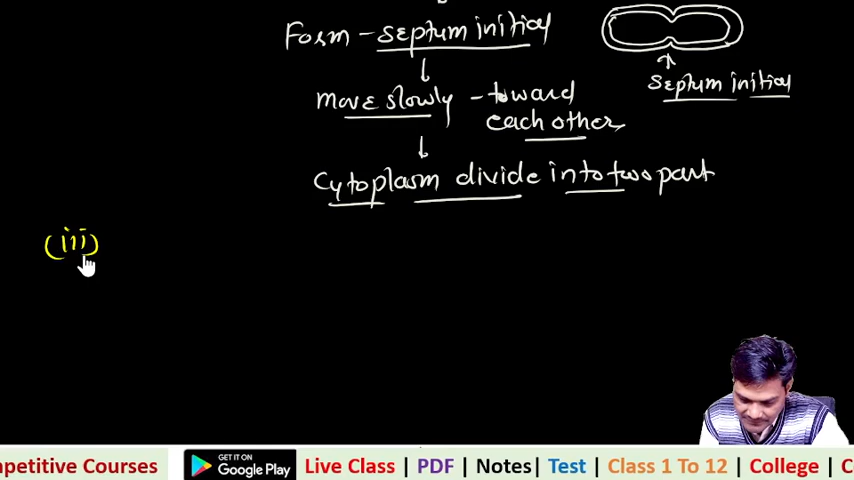 Form - septum initial
Septum initial
Move slowly - toward
each other,
Cytoplasm divide into two part
(iii)
mpetitive Courses
GET IT ON
Google Play
Live Class | PDF | Notes| Test | Class 1 To 12 | College | C